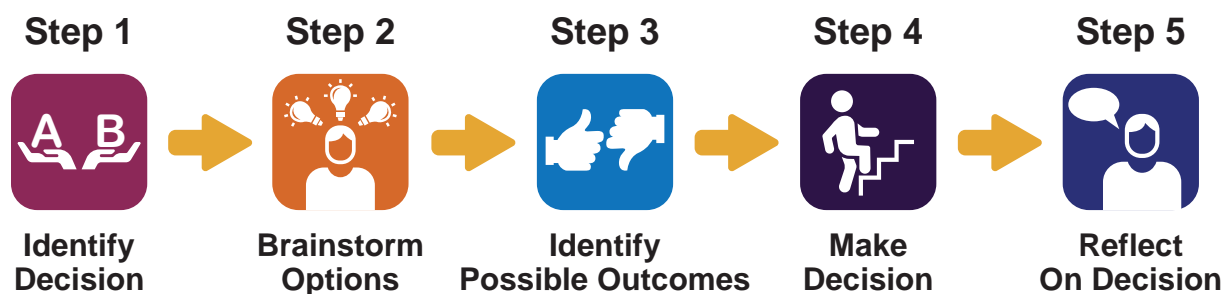 Step 1
Step 2
Step 3
Step 4
Step 5
A B
Identify
Decision
Brainstorm
Options
Identify
Possible Outcomes
Make
Decision
Reflect
On Decision